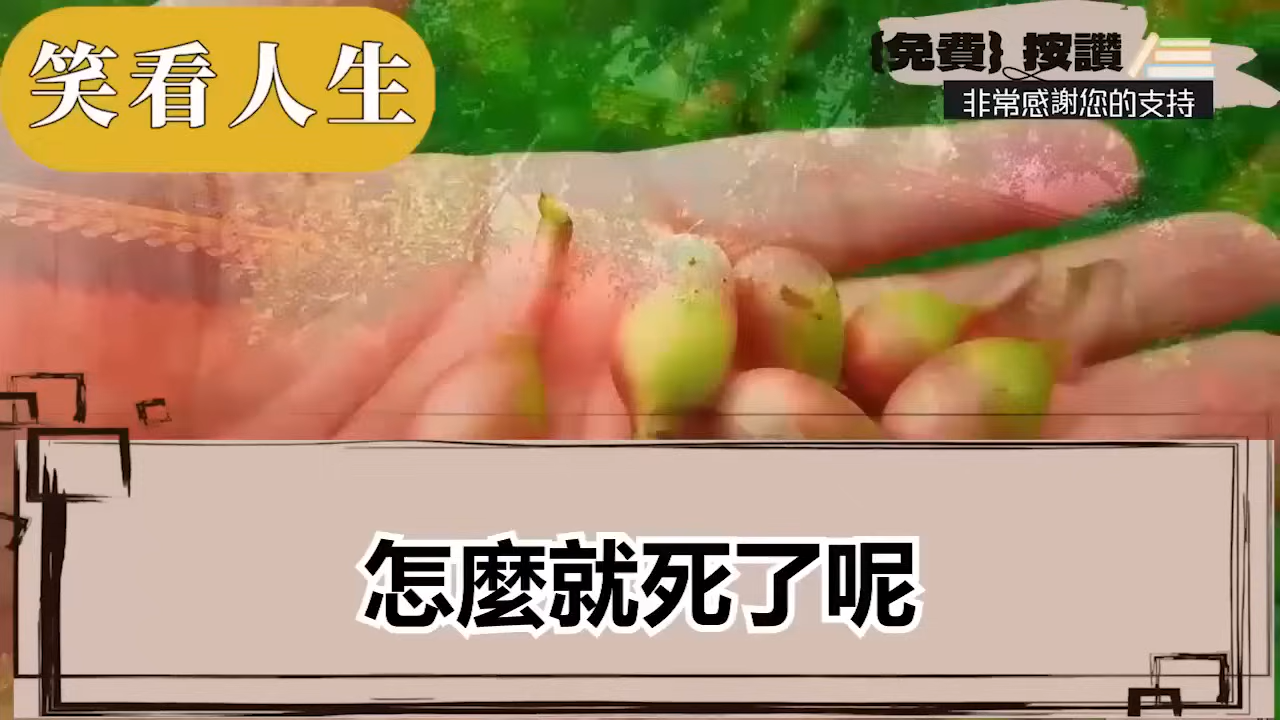 笑看人生
{免費} 按讚
非常感謝您的支持
怎麼就死了呢